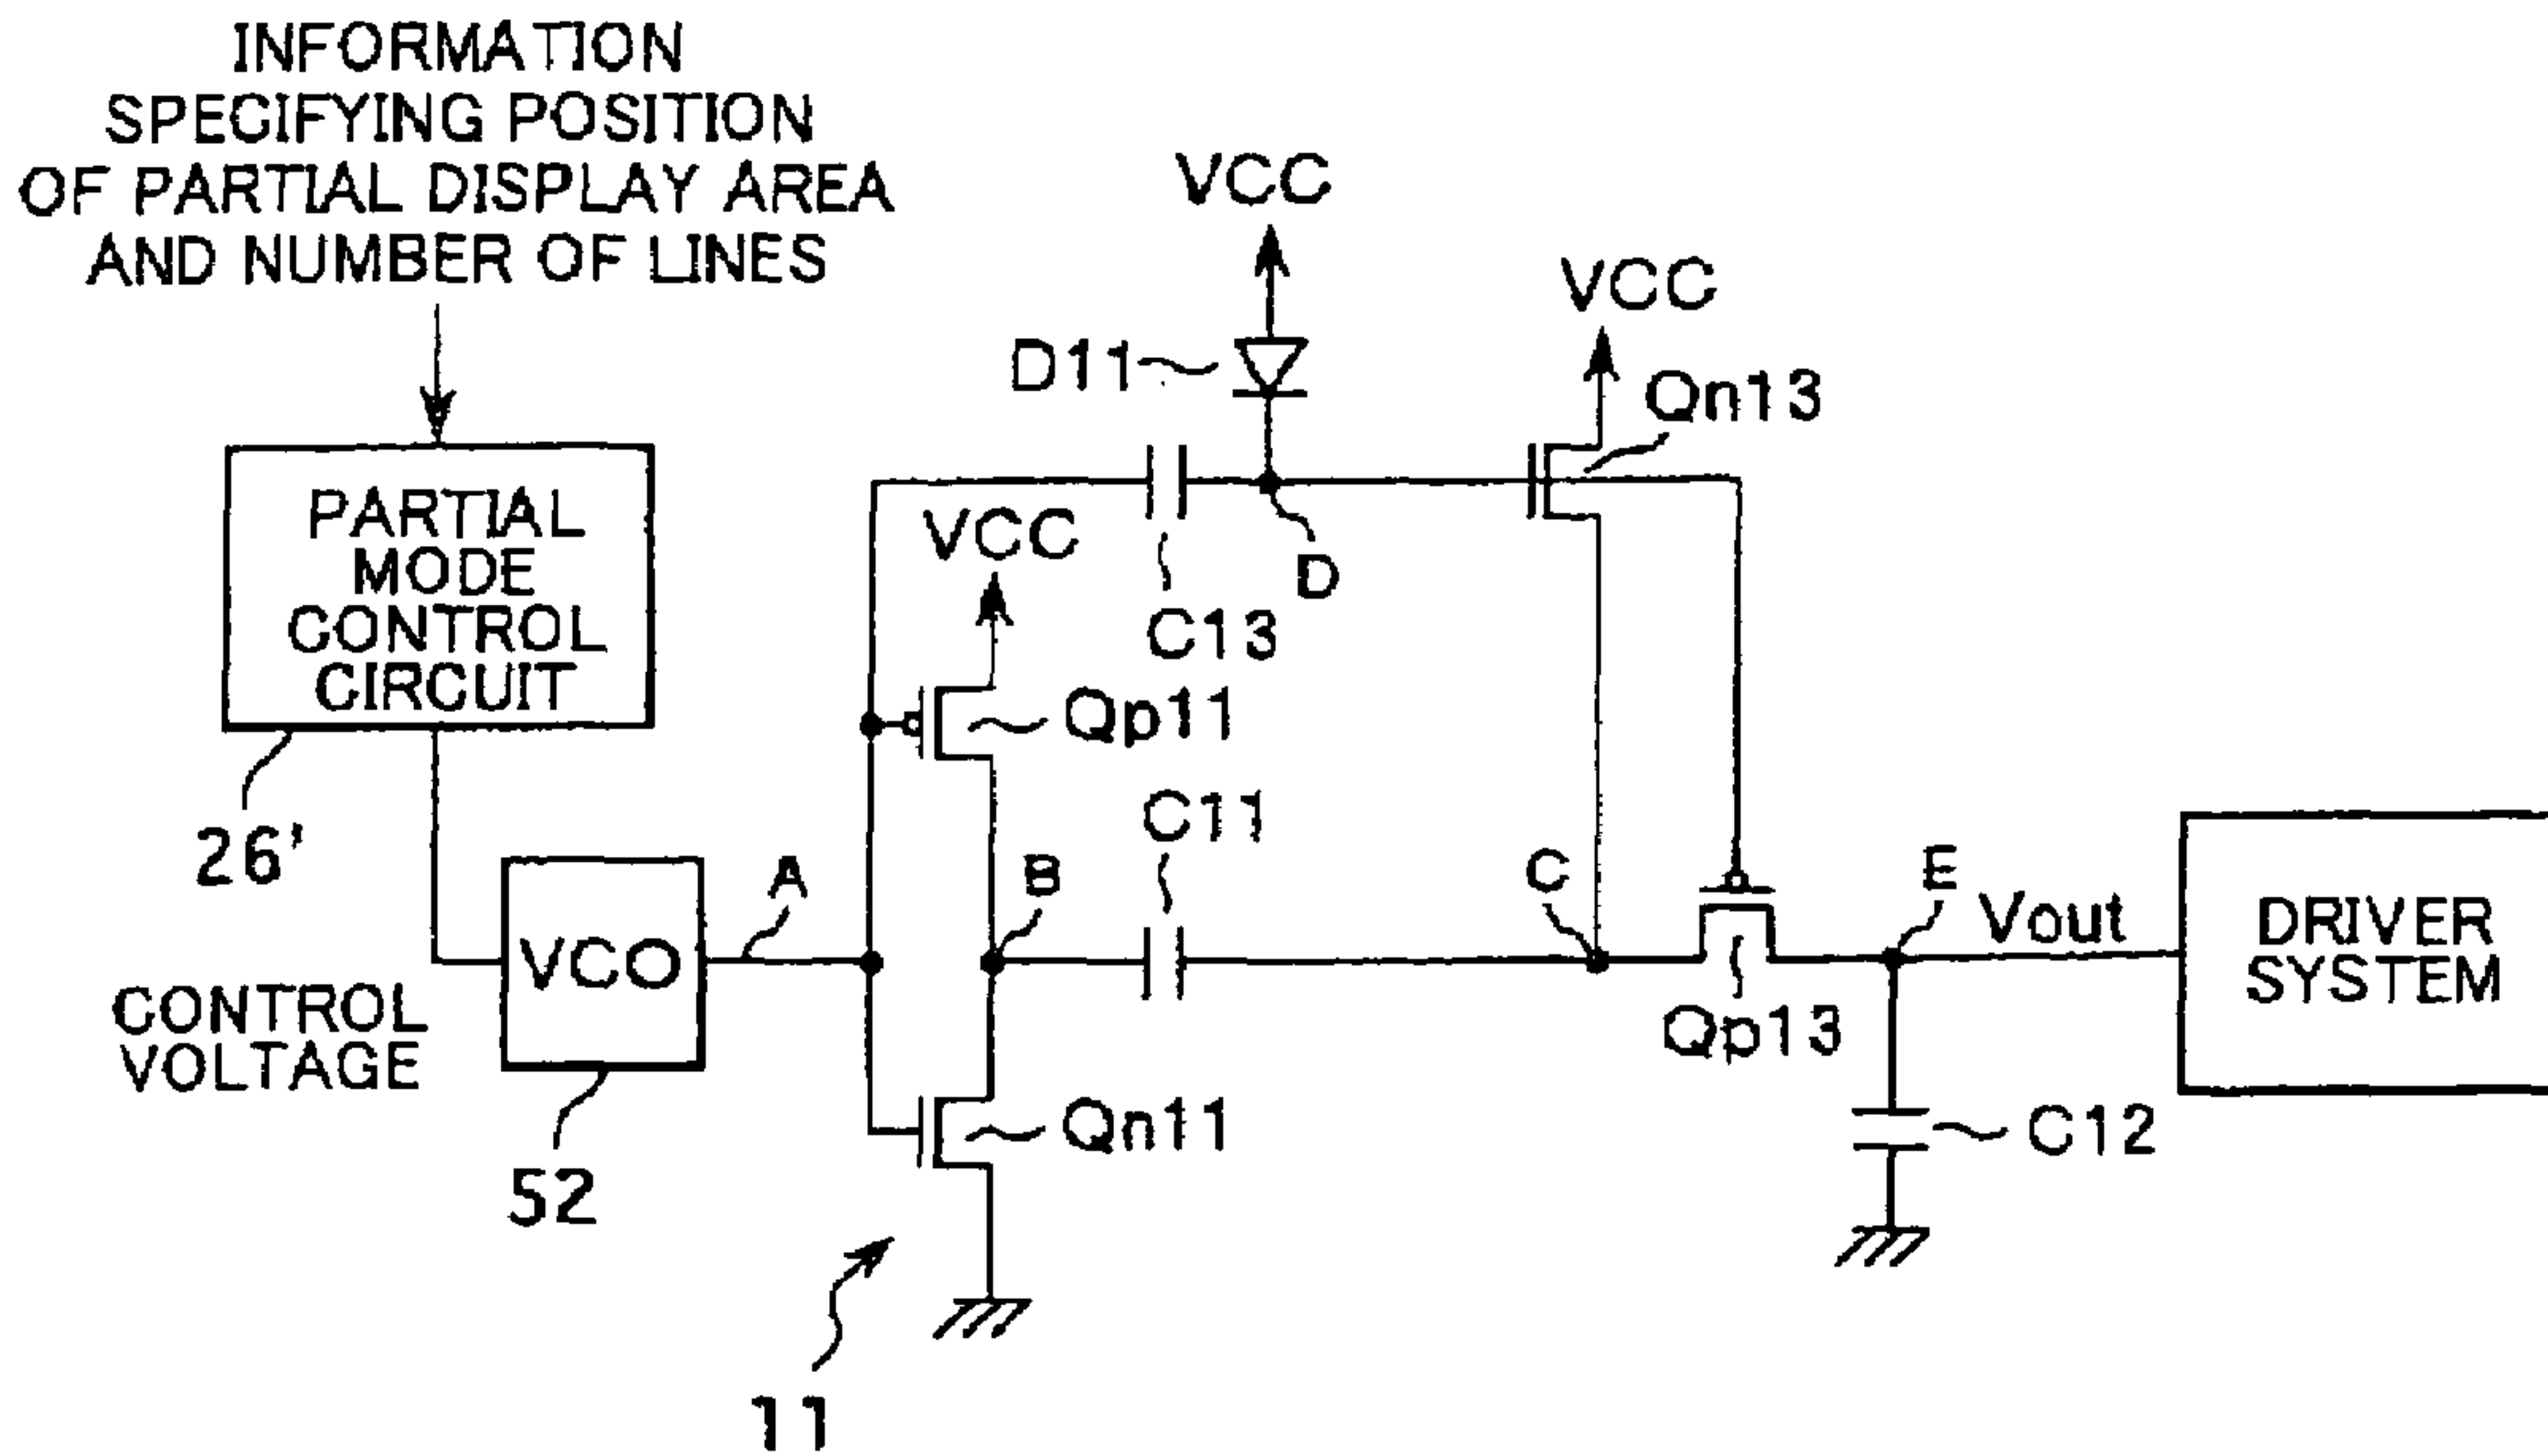 INFORMATION
SPECIFYING POSITION
OF PARTIAL DISPLAY AREA
AND NUMBER OF LINES
VCC
VCC
D11
Qn13
PARTIAL
MODE
CONTROL
CIRCUIT
VCC
D
C13
Qp11
C11
26'
A
B
C
E
Vout
VCO
DRIVER
SYSTEM
CONTROL
VOLTAGE
Qp13
Qn11
C12
52
11